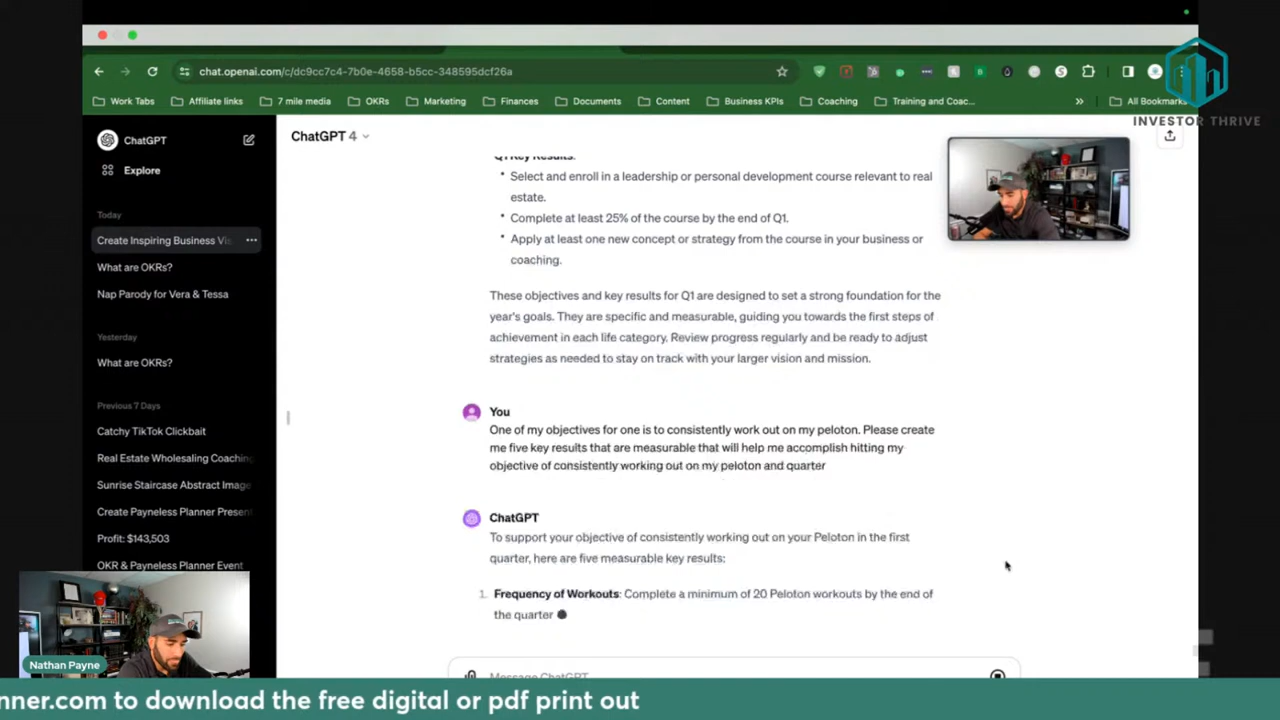 chat.openai.com/c/dc9cc7c4-7b0e-4658-b5cc-348595dcf26a
Work Tabs
Affiliate links
7 mile media
OKRs
Marketing
Finances
Documents
Content
Business KPIs
Coaching
Training and Coac...
»
All Bookmarks
INVESTOR THRIVE
ChatGPT
Explore
Today
Create Inspiring Business Vi
What are OKRs?
Nap Parody for Vera & Tessa
Yesterday
What are OKRs?
Previous 7 Days
Catchy TikTok Clickbait
Real Estate Wholesaling Coaching
Sunrise Staircase Abstract Image
Create Payneless Planner Presen
Profit: $143,503
OKR & Payneless Planner Event
ChatGPT 4
Q1 Key Results:
• Select and enroll in a leadership or personal development course relevant to real
estate.
• Complete at least 25% of the course by the end of Q1.
• Apply at least one new concept or strategy from the course in your business or
coaching.
These objectives and key results for Q1 are designed to set a strong foundation for the
year's goals. They are specific and measurable, guiding you towards the first steps of
achievement in each life category. Review progress regularly and be ready to adjust
strategies as needed to stay on track with your larger vision and mission.
You
One of my objectives for one is to consistently work out on my peloton. Please create
me five key results that are measurable that will help me accomplish hitting my
objective of consistently working out on my peloton and quarter
ChatGPT
To support your objective of consistently working out on your Peloton in the first
quarter, here are five measurable key results:
1. Frequency of Workouts: Complete a minimum of 20 Peloton workouts by the end of
the quarter
Message ChatGPT
Nathan Payne
nner.com to download the free digital or pdf print out